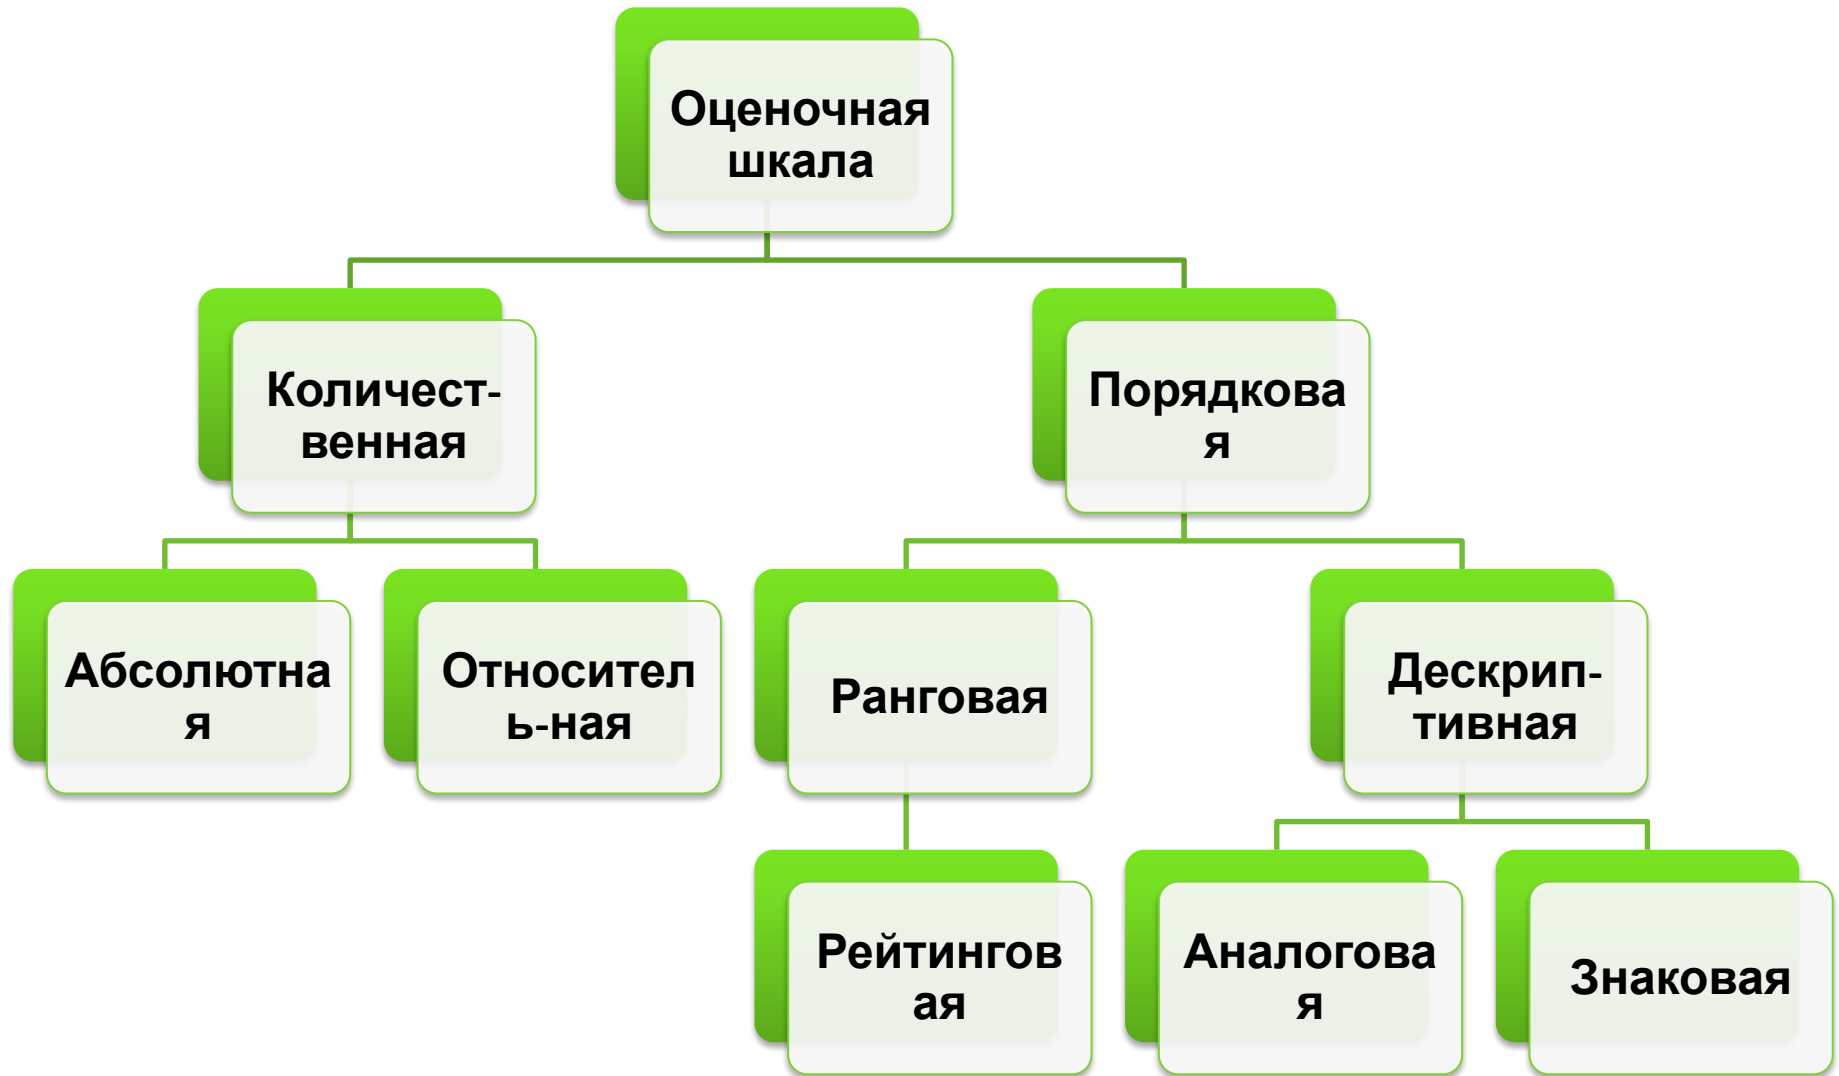 Оценочная
шкала
Количест-
венная
Порядкова
я
Абсолютна
я
Относител
ь-ная
Ранговая
Дескрип-
тивная
Рейтингов
ая
Аналогова
я
Знаковая